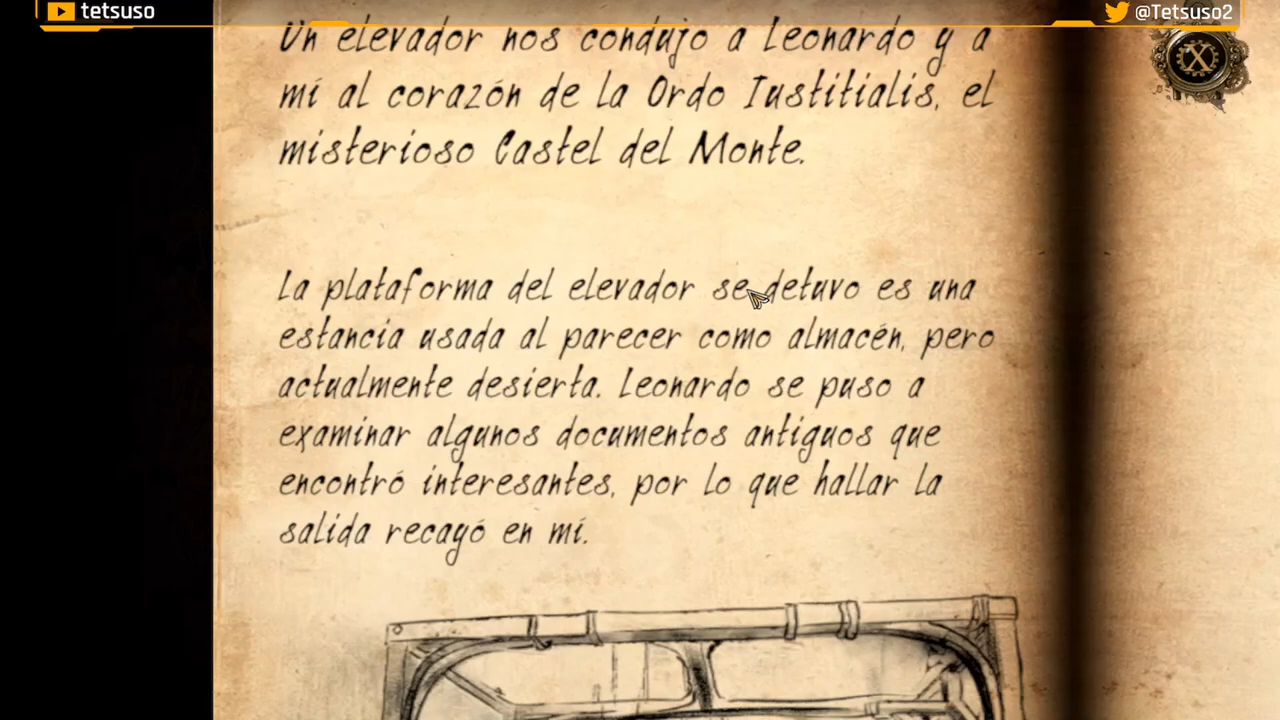 tetsuso
@Tetsuso2
Un elevador nos condujo a Leonardo y a
mí al corazón de la Ordo Iustitialis, el
misterioso Castel del Monte.
La plataforma del elevador se detuvo es una
estancia usada al parecer como almacén, pero
actualmente desierta. Leonardo se puso a
examinar algunos documentos antiguos que
encontró interesantes, por lo que hallar la
salida recayó en mí.
X